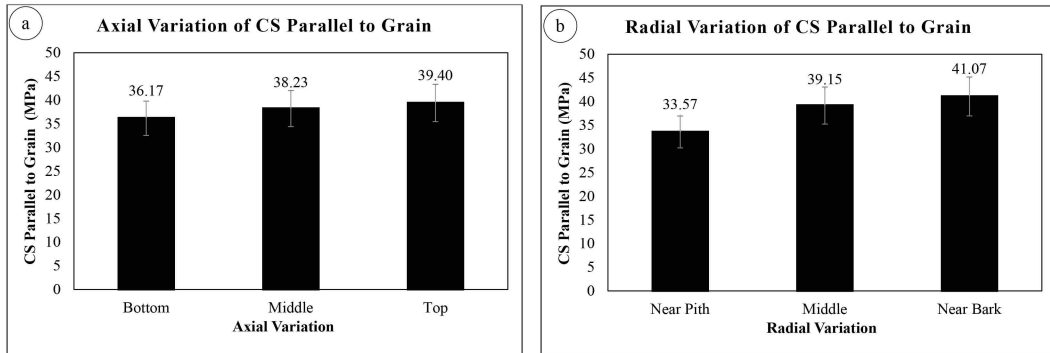 a
Axial Variation of CS Parallel to Grain
CS Parallel to Grain (MPa)
50
45
40
35
30
25
20
15
10
5
0
36.17
38.23
39.40
Bottom
Middle
Top
Axial Variation
b
Radial Variation of CS Parallel to Grain
CS Parallel to Grain (MPa)
50
45
40
35
30
25
20
15
10
5
0
33.57
39.15
41.07
Near Pith
Middle
Near Bark
Radial Variation